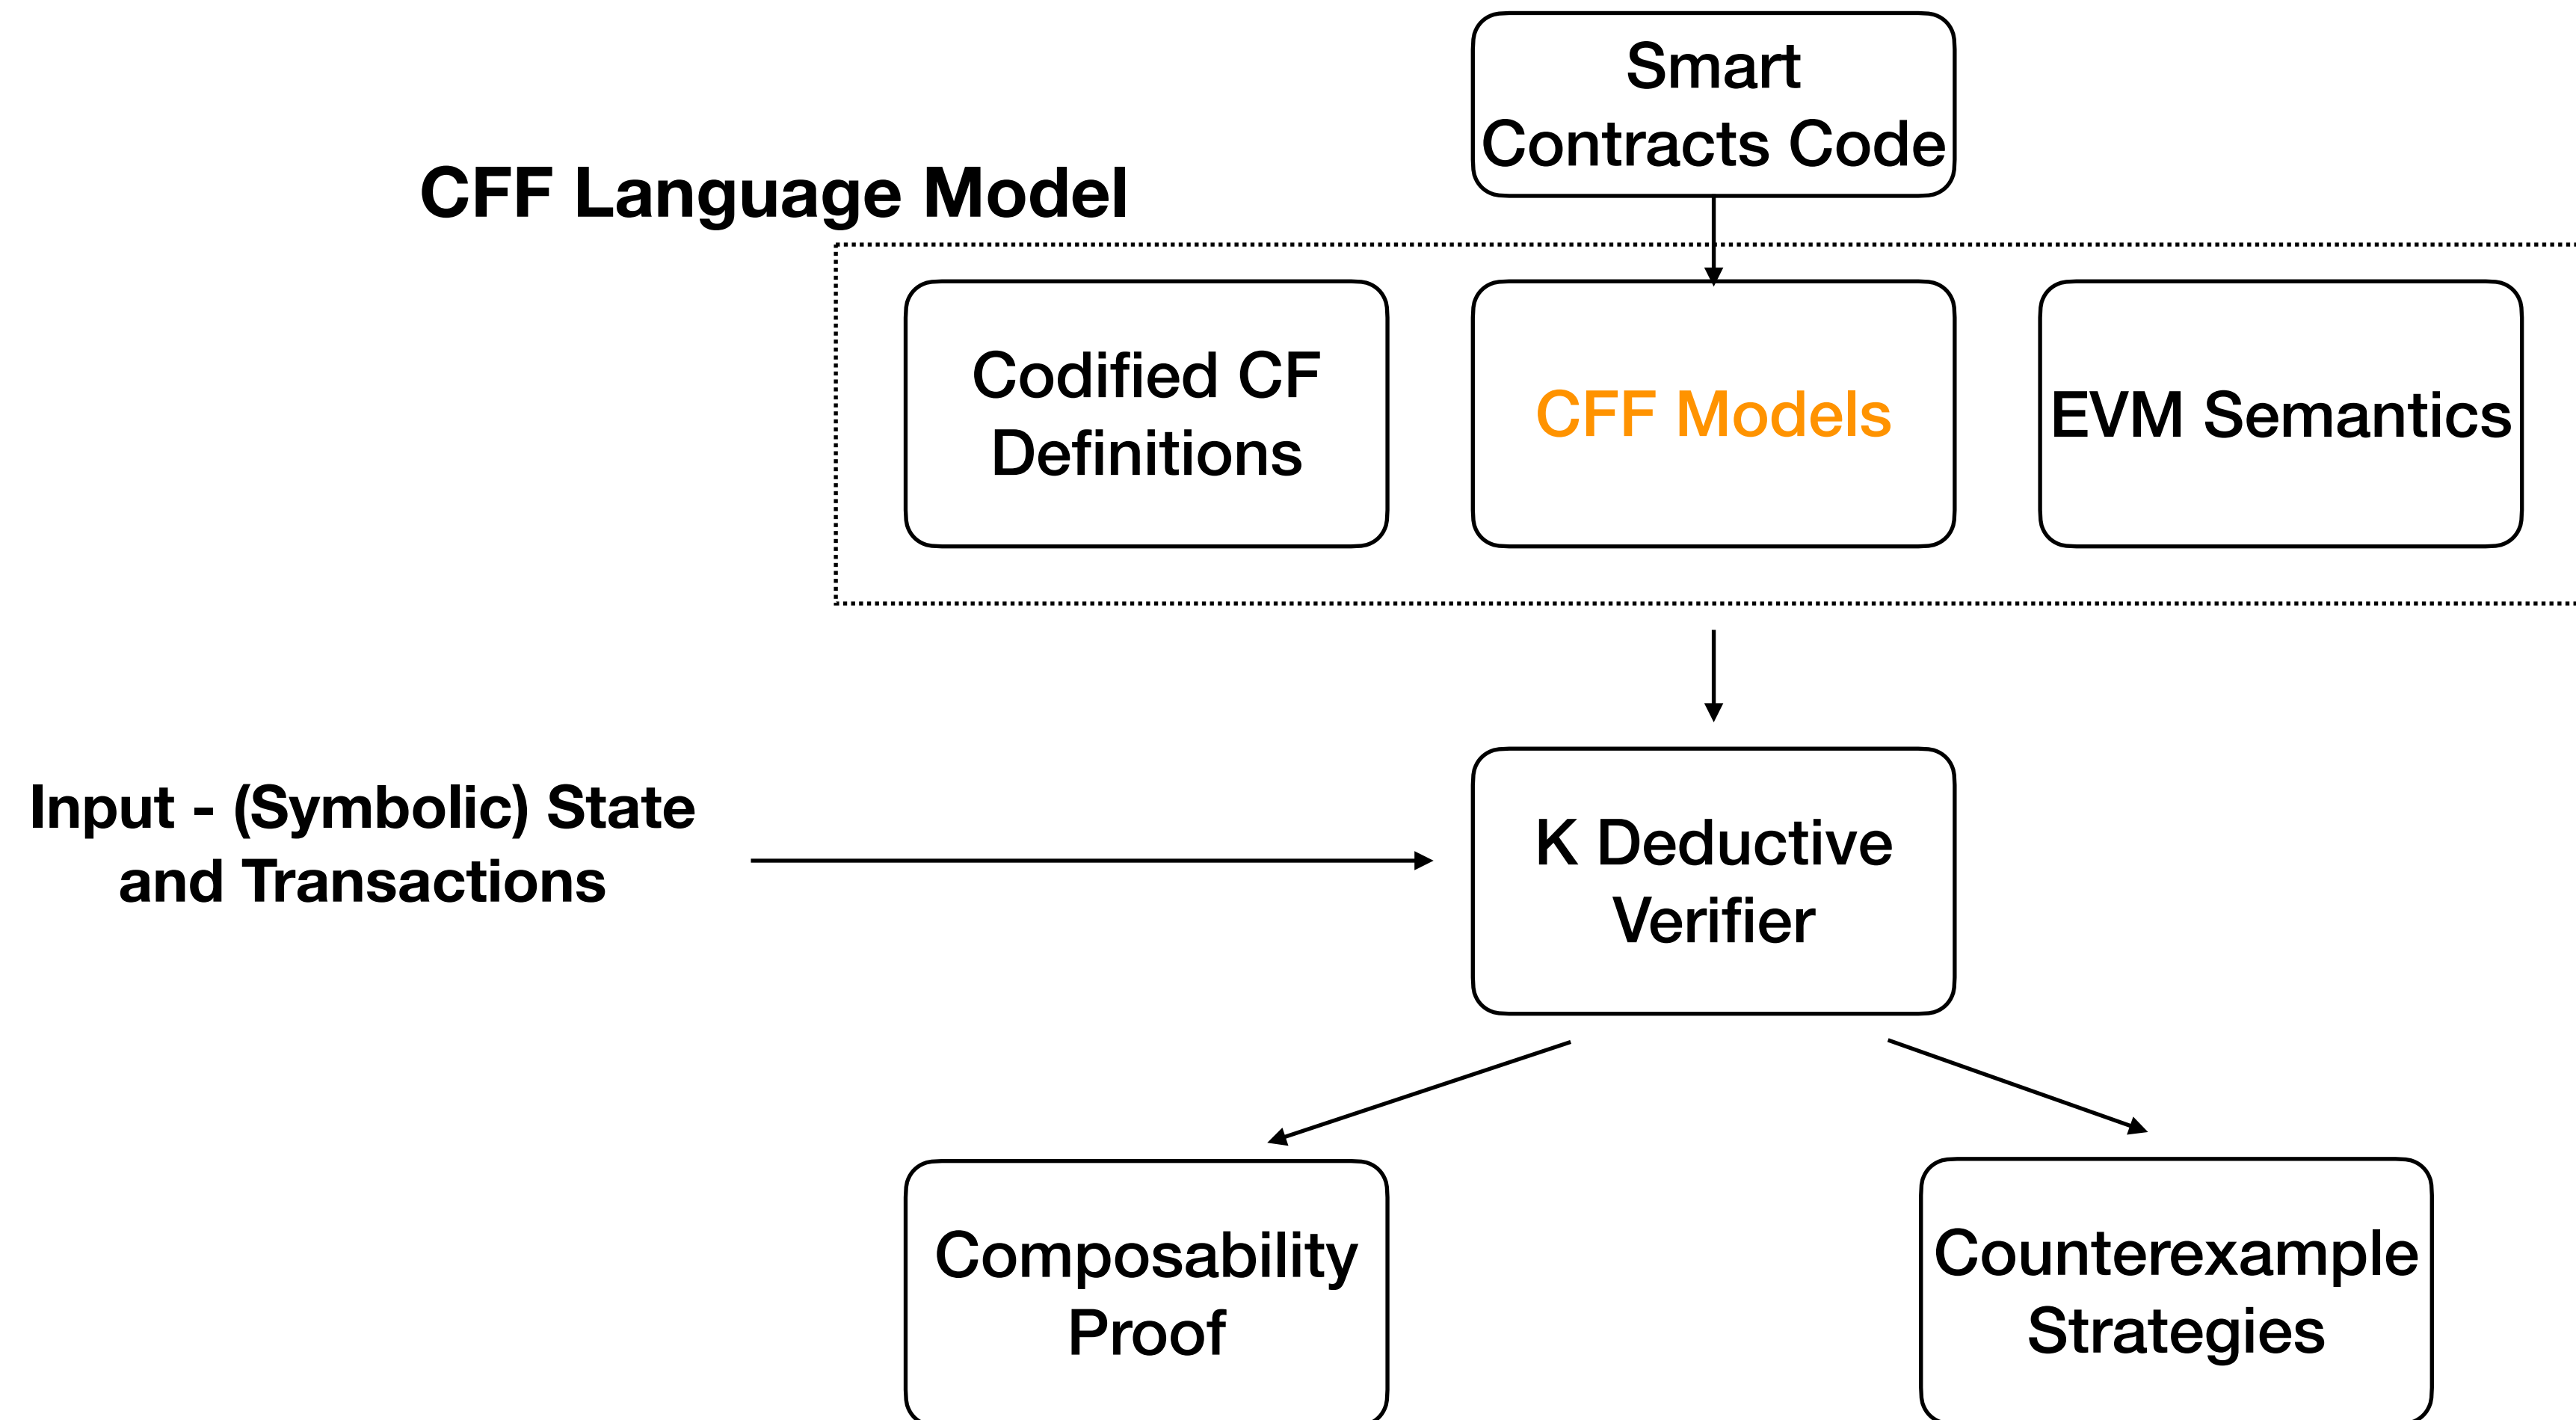 Smart
Contracts Code
CFF Language Model
Codified CF
Definitions
CFF Models
EVM Semantics
Input - (Symbolic) State
and Transactions
K Deductive
Verifier
Composability
Proof
Counterexample
Strategies